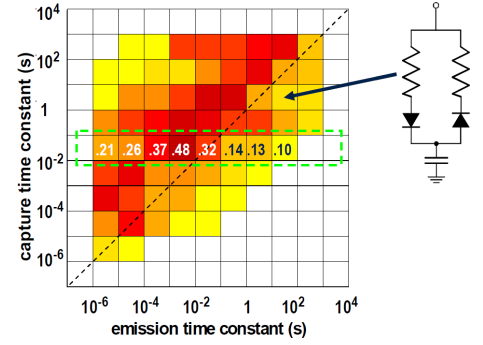 capture time constant (s)
10⁴
10²
1
10⁻²
10⁻⁴
10⁻⁶
.21 .26 .37 .48 .32 .14 .13 .10
10⁻⁶ 10⁻⁴ 10⁻² 1 10² 10⁴
emission time constant (s)